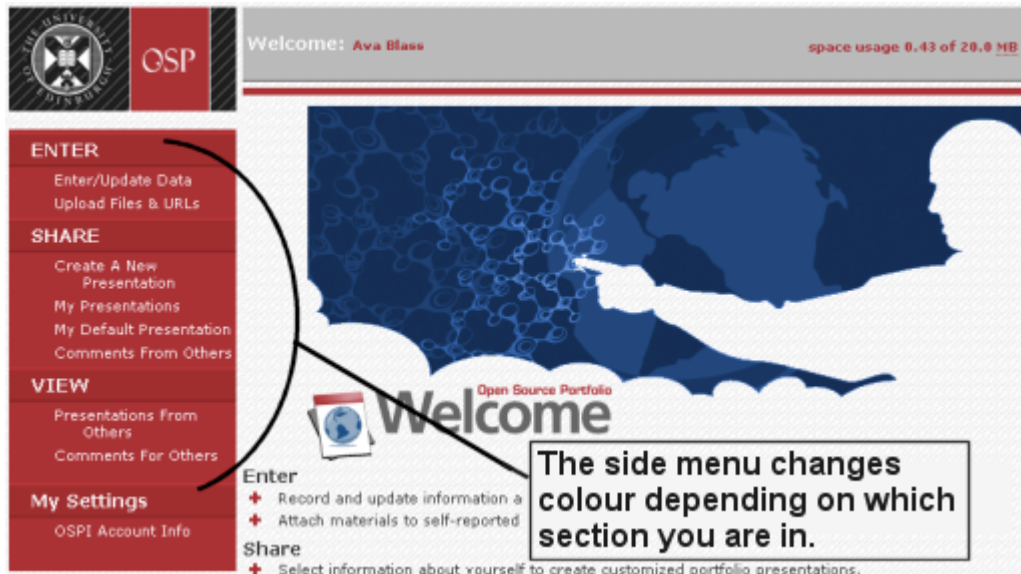 THE UNIVERSITY OF EDINBURGH
OSP
Welcome: Ava Blass
space usage 0.43 of 20.0 MB
ENTER
Enter/Update Data
Upload Files & URLs
SHARE
Create A New
Presentation
My Presentations
My Default Presentation
Comments From Others
VIEW
Presentations From
Others
Comments For Others
My Settings
OSPI Account Info
Open Source Portfolio
Welcome
Enter
Record and update information a
Attach materials to self-reported
Share
Select information about yourself to create customized portfolio presentations.
The side menu changes
colour depending on which
section you are in.